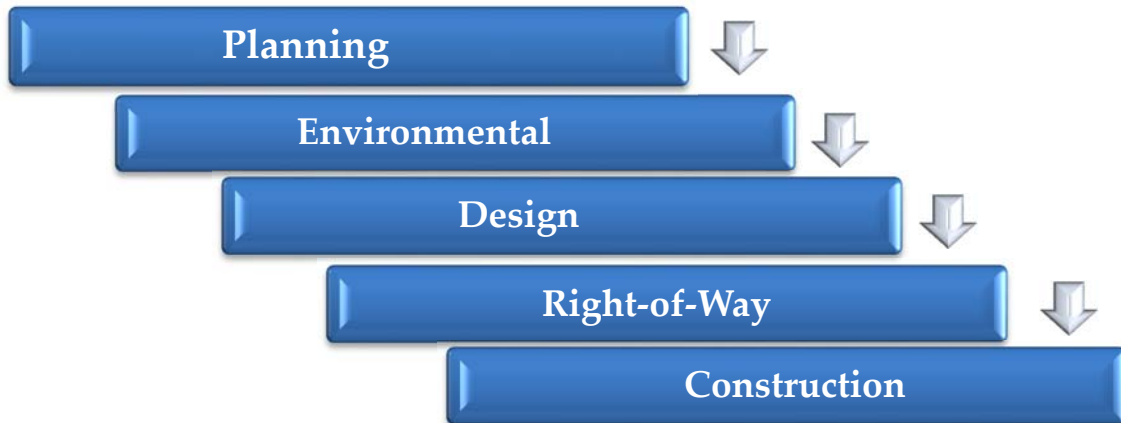 Planning
Environmental
Design
Right-of-Way
Construction